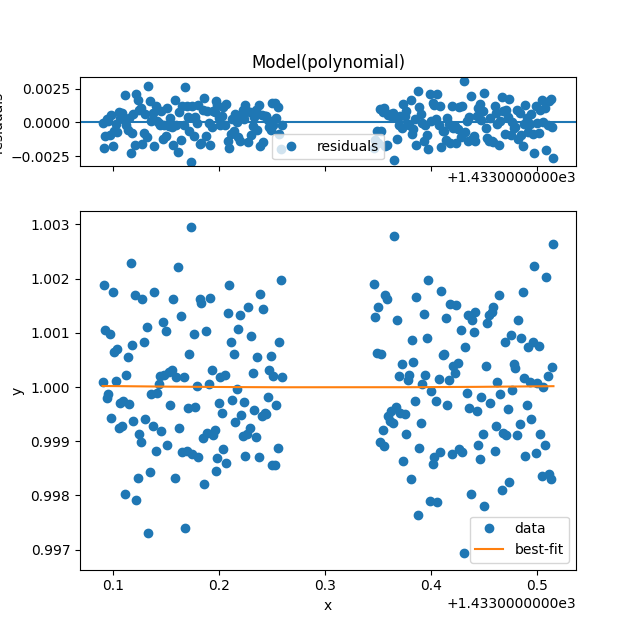 Model(polynomial)
0.0025
0.0000
−0.0025
residuals
residuals
+1.4330000000e3
1.003
1.002
1.001
1.000
0.999
0.998
0.997
y
data
best-fit
0.1 0.2 0.3 0.4 0.5
x
+1.4330000000e3